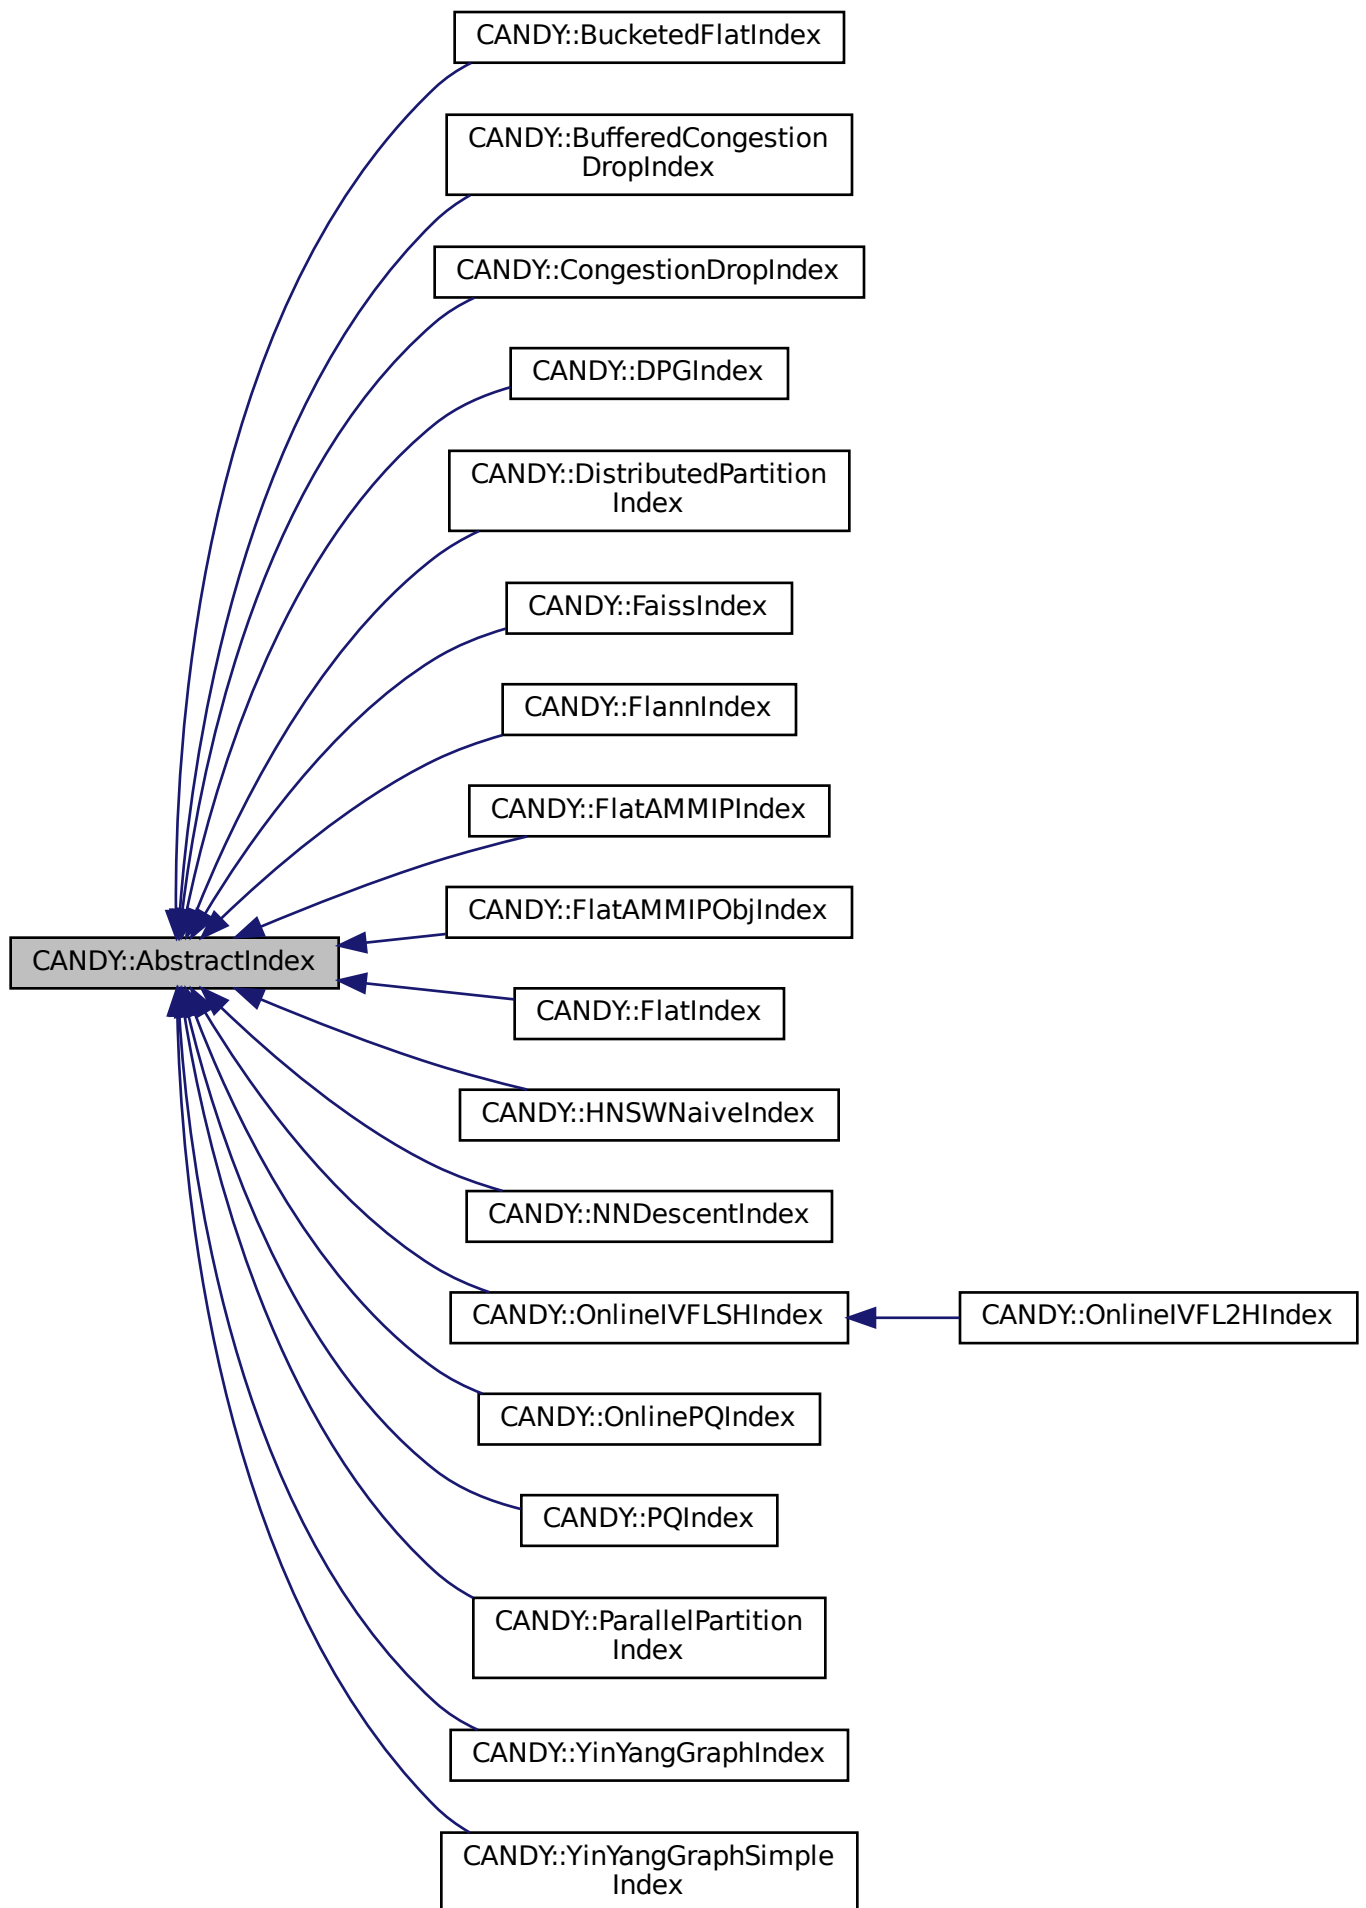 CANDY::BucketedFlatIndex
CANDY::BufferedCongestion
DropIndex
CANDY::CongestionDropIndex
CANDY::DPGIndex
CANDY::DistributedPartition
Index
CANDY::FaissIndex
CANDY::FlannIndex
CANDY::FlatAMMIPIndex
CANDY::FlatAMMIPObjIndex
CANDY::AbstractIndex
CANDY::FlatIndex
CANDY::HNSWNaiveIndex
CANDY::NNDescentIndex
CANDY::OnlineIVFLSHIndex
CANDY::OnlineIVFL2HIndex
CANDY::OnlinePQIndex
CANDY::PQIndex
CANDY::ParallelPartition
Index
CANDY::YinYangGraphIndex
CANDY::YinYangGraphSimple
Index